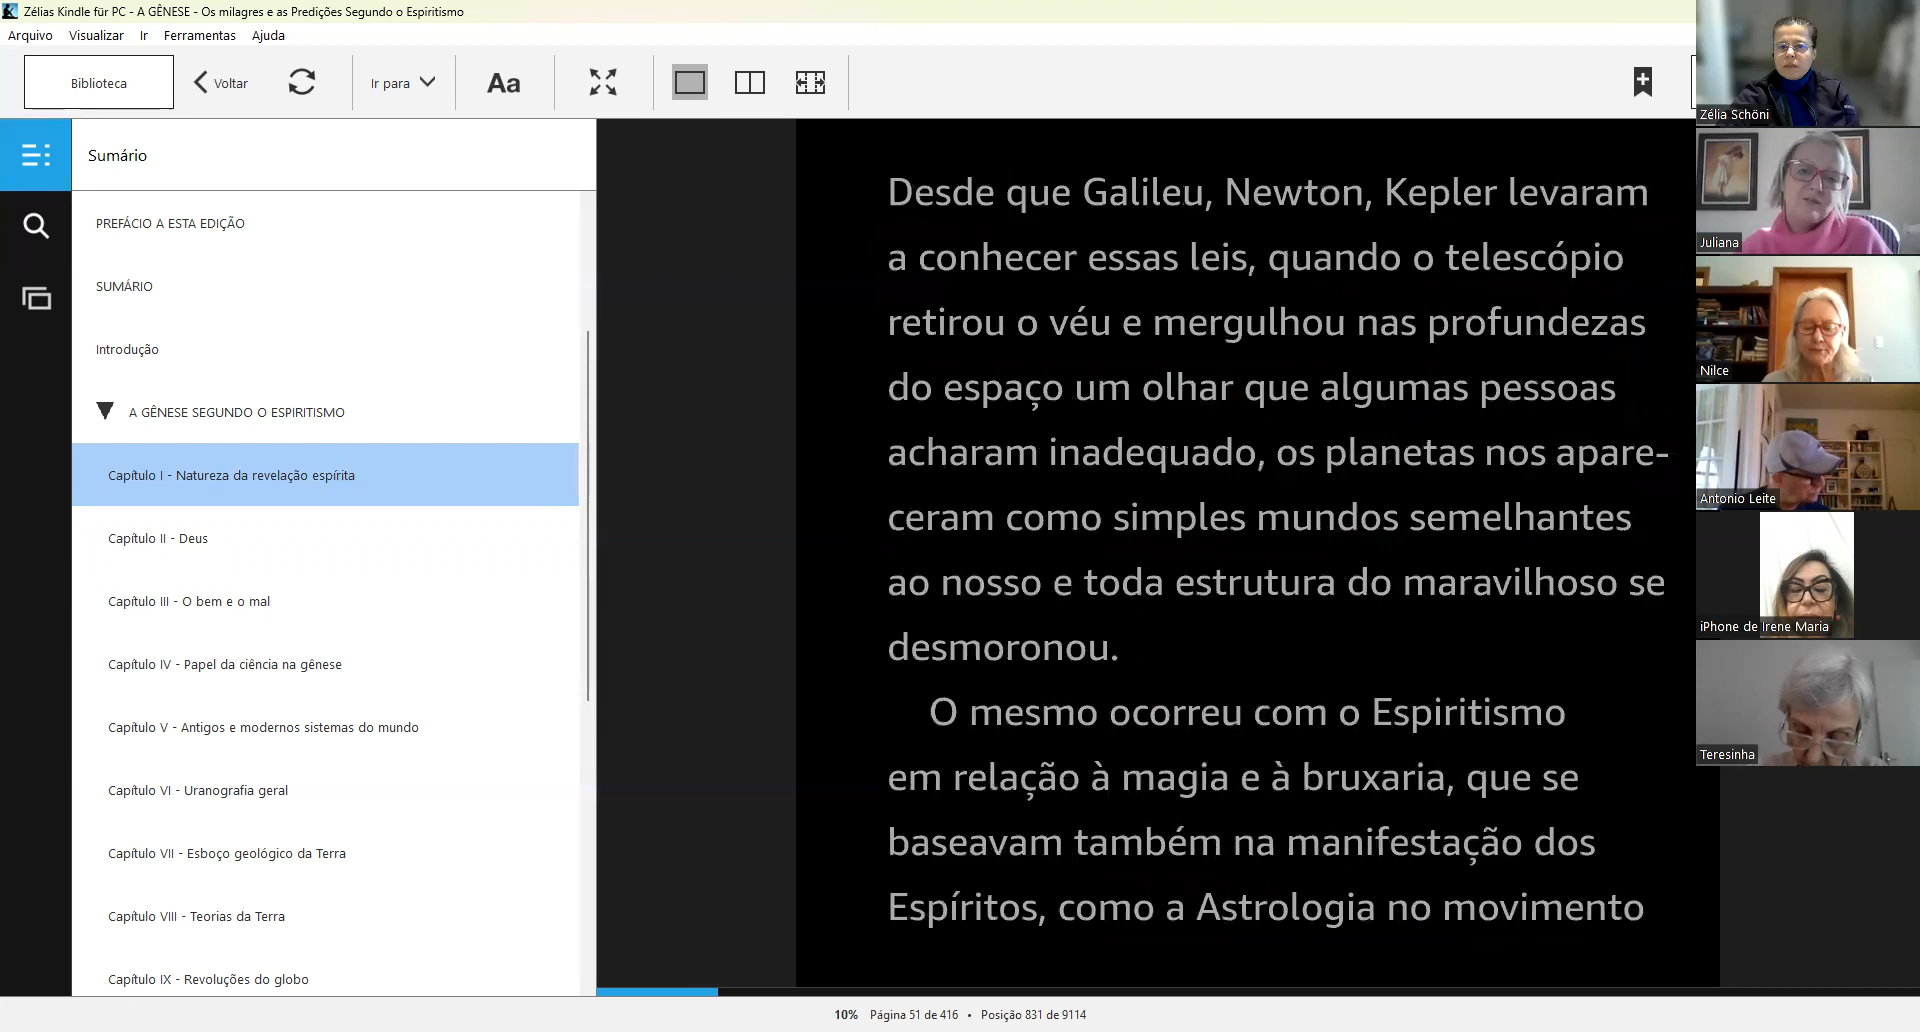 Zélias Kindle für PC - A GÊNESE - Os milagres e as Predições Segundo o Espiritismo
Arquivo Visualizar Ir Ferramentas Ajuda
Biblioteca
Voltar
Ir para
Aa
Sumário
PREFÁCIO A ESTA EDIÇÃO
SUMÁRIO
Introdução
A GÊNESE SEGUNDO O ESPIRITISMO
Capítulo I - Natureza da revelação espírita
Capítulo II - Deus
Capítulo III - O bem e o mal
Capítulo IV - Papel da ciência na gênese
Capítulo V - Antigos e modernos sistemas do mundo
Capítulo VI - Uranografia geral
Capítulo VII - Esboço geológico da Terra
Capítulo VIII - Teorias da Terra
Capítulo IX - Revoluções do globo
Desde que Galileu, Newton, Kepler levaram
a conhecer essas leis, quando o telescópio
retirou o véu e mergulhou nas profundezas
do espaço um olhar que algumas pessoas
acharam inadequado, os planetas nos apare-
ceram como simples mundos semelhantes
ao nosso e toda estrutura do maravilhoso se
desmoronou.
O mesmo ocorreu com o Espiritismo
em relação à magia e à bruxaria, que se
baseavam também na manifestação dos
Espíritos, como a Astrologia no movimento
10% Página 51 de 416 • Posição 831 de 9114
Zélia Schöni
Juliana
Nilce
Antonio Leite
iPhone de Irene Maria
Teresinha